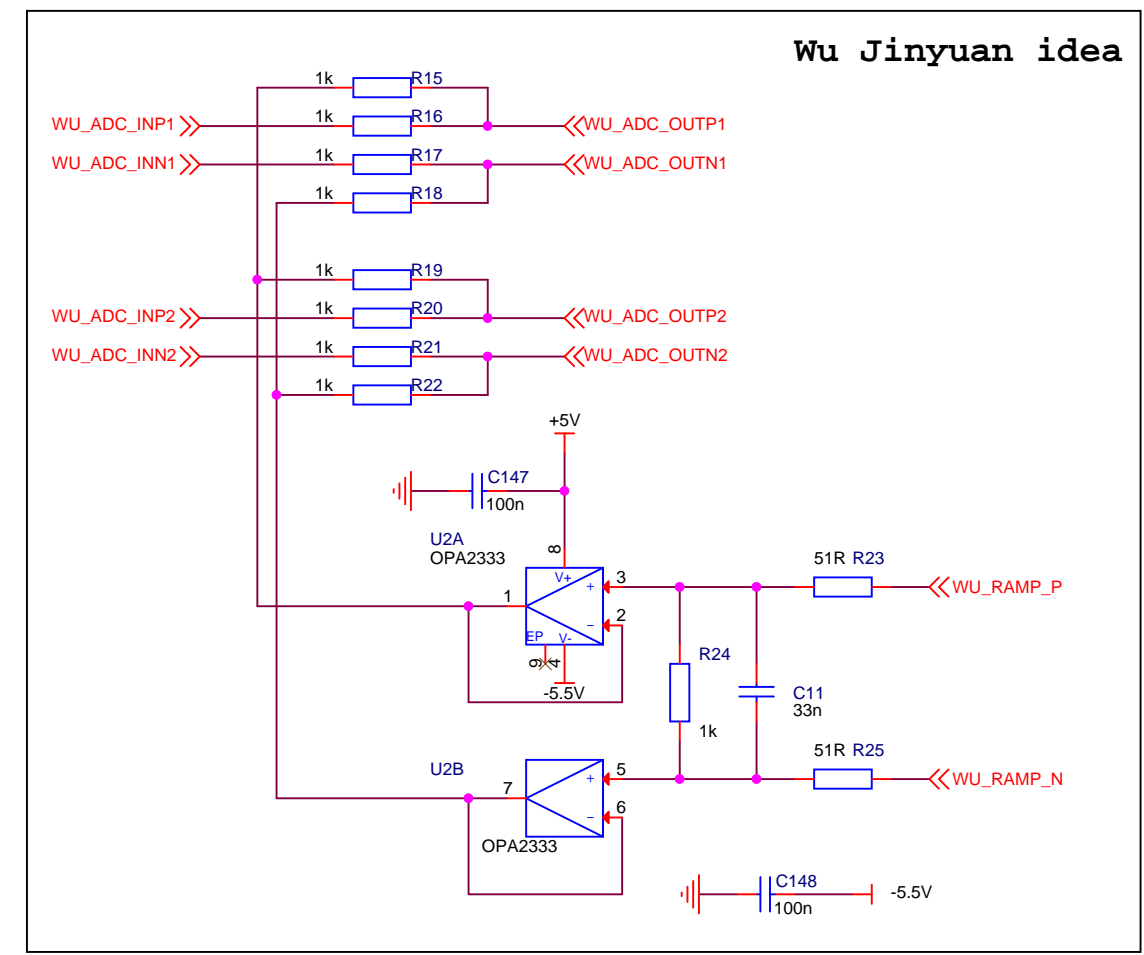 Wu Jinyuan idea
1k R15
WU_ADC_INP1 1k R16 WU_ADC_OUTP1
WU_ADC_INN1 1k R17 WU_ADC_OUTN1
1k R18
1k R19
WU_ADC_INP2 1k R20 WU_ADC_OUTP2
WU_ADC_INN2 1k R21 WU_ADC_OUTN2
1k R22
+5V
C147
100n
U2A
OPA2333
8
V+
51R R23
1 + 3 WU_RAMP_P
- 2
EP V-
9 4
-5.5V
R24
1k
C11
33n
U2B
51R R25
7 + 5 WU_RAMP_N
- 6
OPA2333
C148
100n
-5.5V